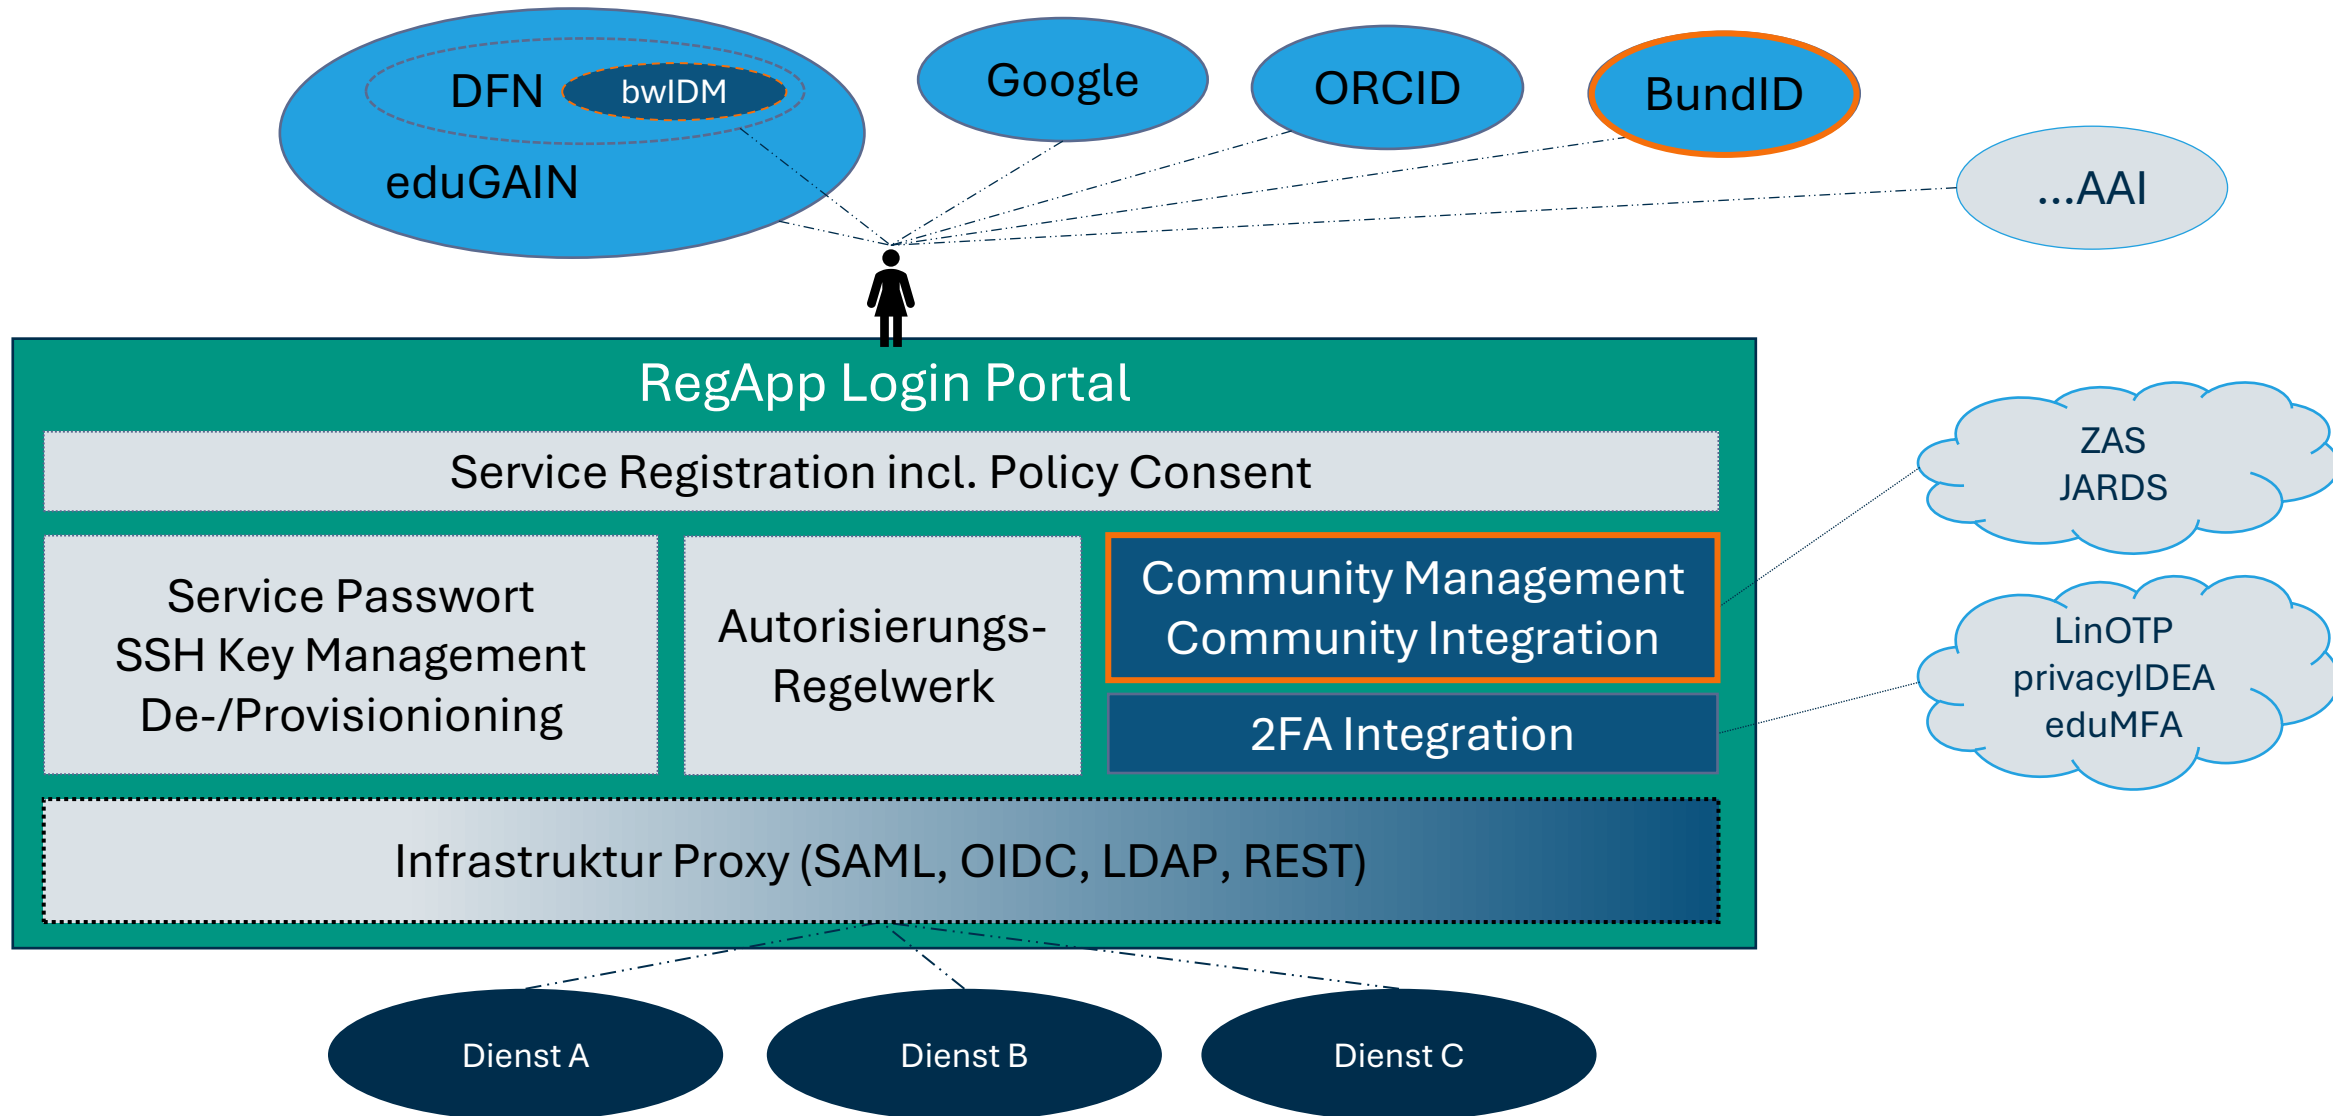 DFN
bwIDM
eduGAIN
Google
ORCID
BundID
...AAI
RegApp Login Portal
Service Registration incl. Policy Consent
Service Passwort
SSH Key Management
De-/Provisionioning
Autorisierungs-
Regelwerk
Community Management
Community Integration
2FA Integration
ZAS
JARDS
LinOTP
privacyIDEA
eduMFA
Infrastruktur Proxy (SAML, OIDC, LDAP, REST)
Dienst A
Dienst B
Dienst C